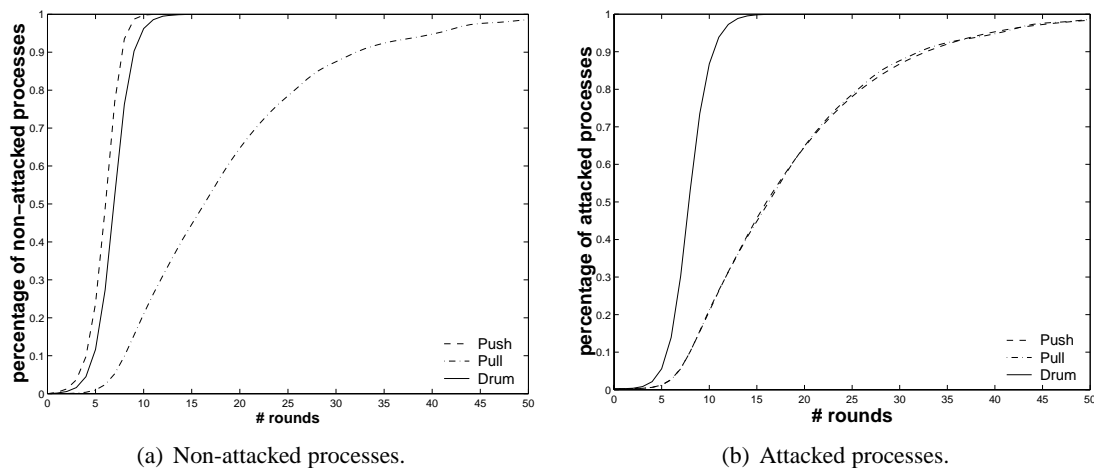 percentage of non−attacked processes
1
0.9
0.8
0.7
0.6
0.5
0.4
0.3
0.2
0.1
0
0 5 10 15 20 25 30 35 40 45 50
# rounds
Push
Pull
Drum
(a) Non-attacked processes.
percentage of attacked processes
1
0.9
0.8
0.7
0.6
0.5
0.4
0.3
0.2
0.1
0
0 5 10 15 20 25 30 35 40 45 50
# rounds
Push
Pull
Drum
(b) Attacked processes.